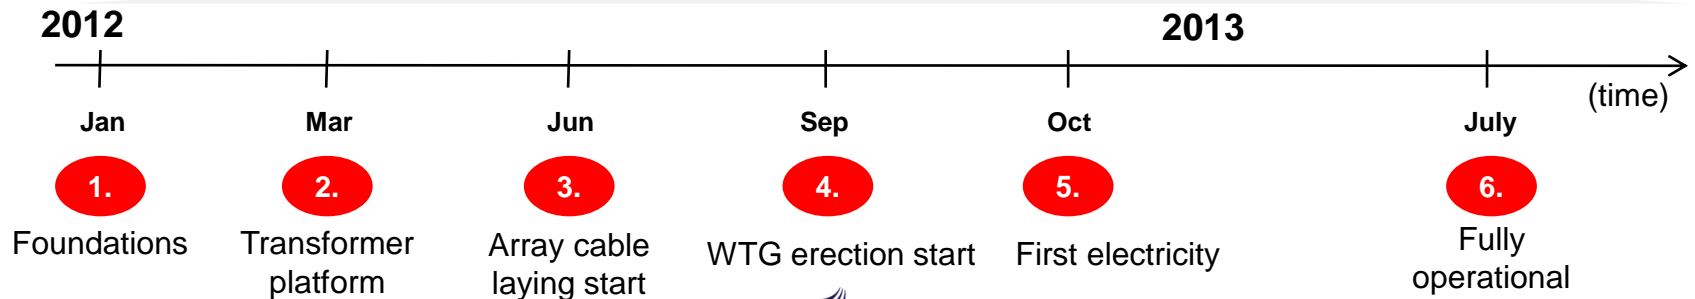 2012
2013
(time)
Jan
Mar
Jun
Sep
Oct
July
1.
2.
3.
4.
5.
6.
Foundations
Transformer
platform
Array cable
laying start
WTG erection start
First electricity
Fully
operational